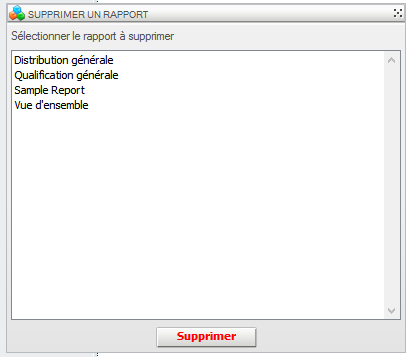 SUPPRIMER UN RAPPORT
Sélectionner le rapport à supprimer
Distribution générale
Qualification générale
Sample Report
Vue d'ensemble
Supprimer